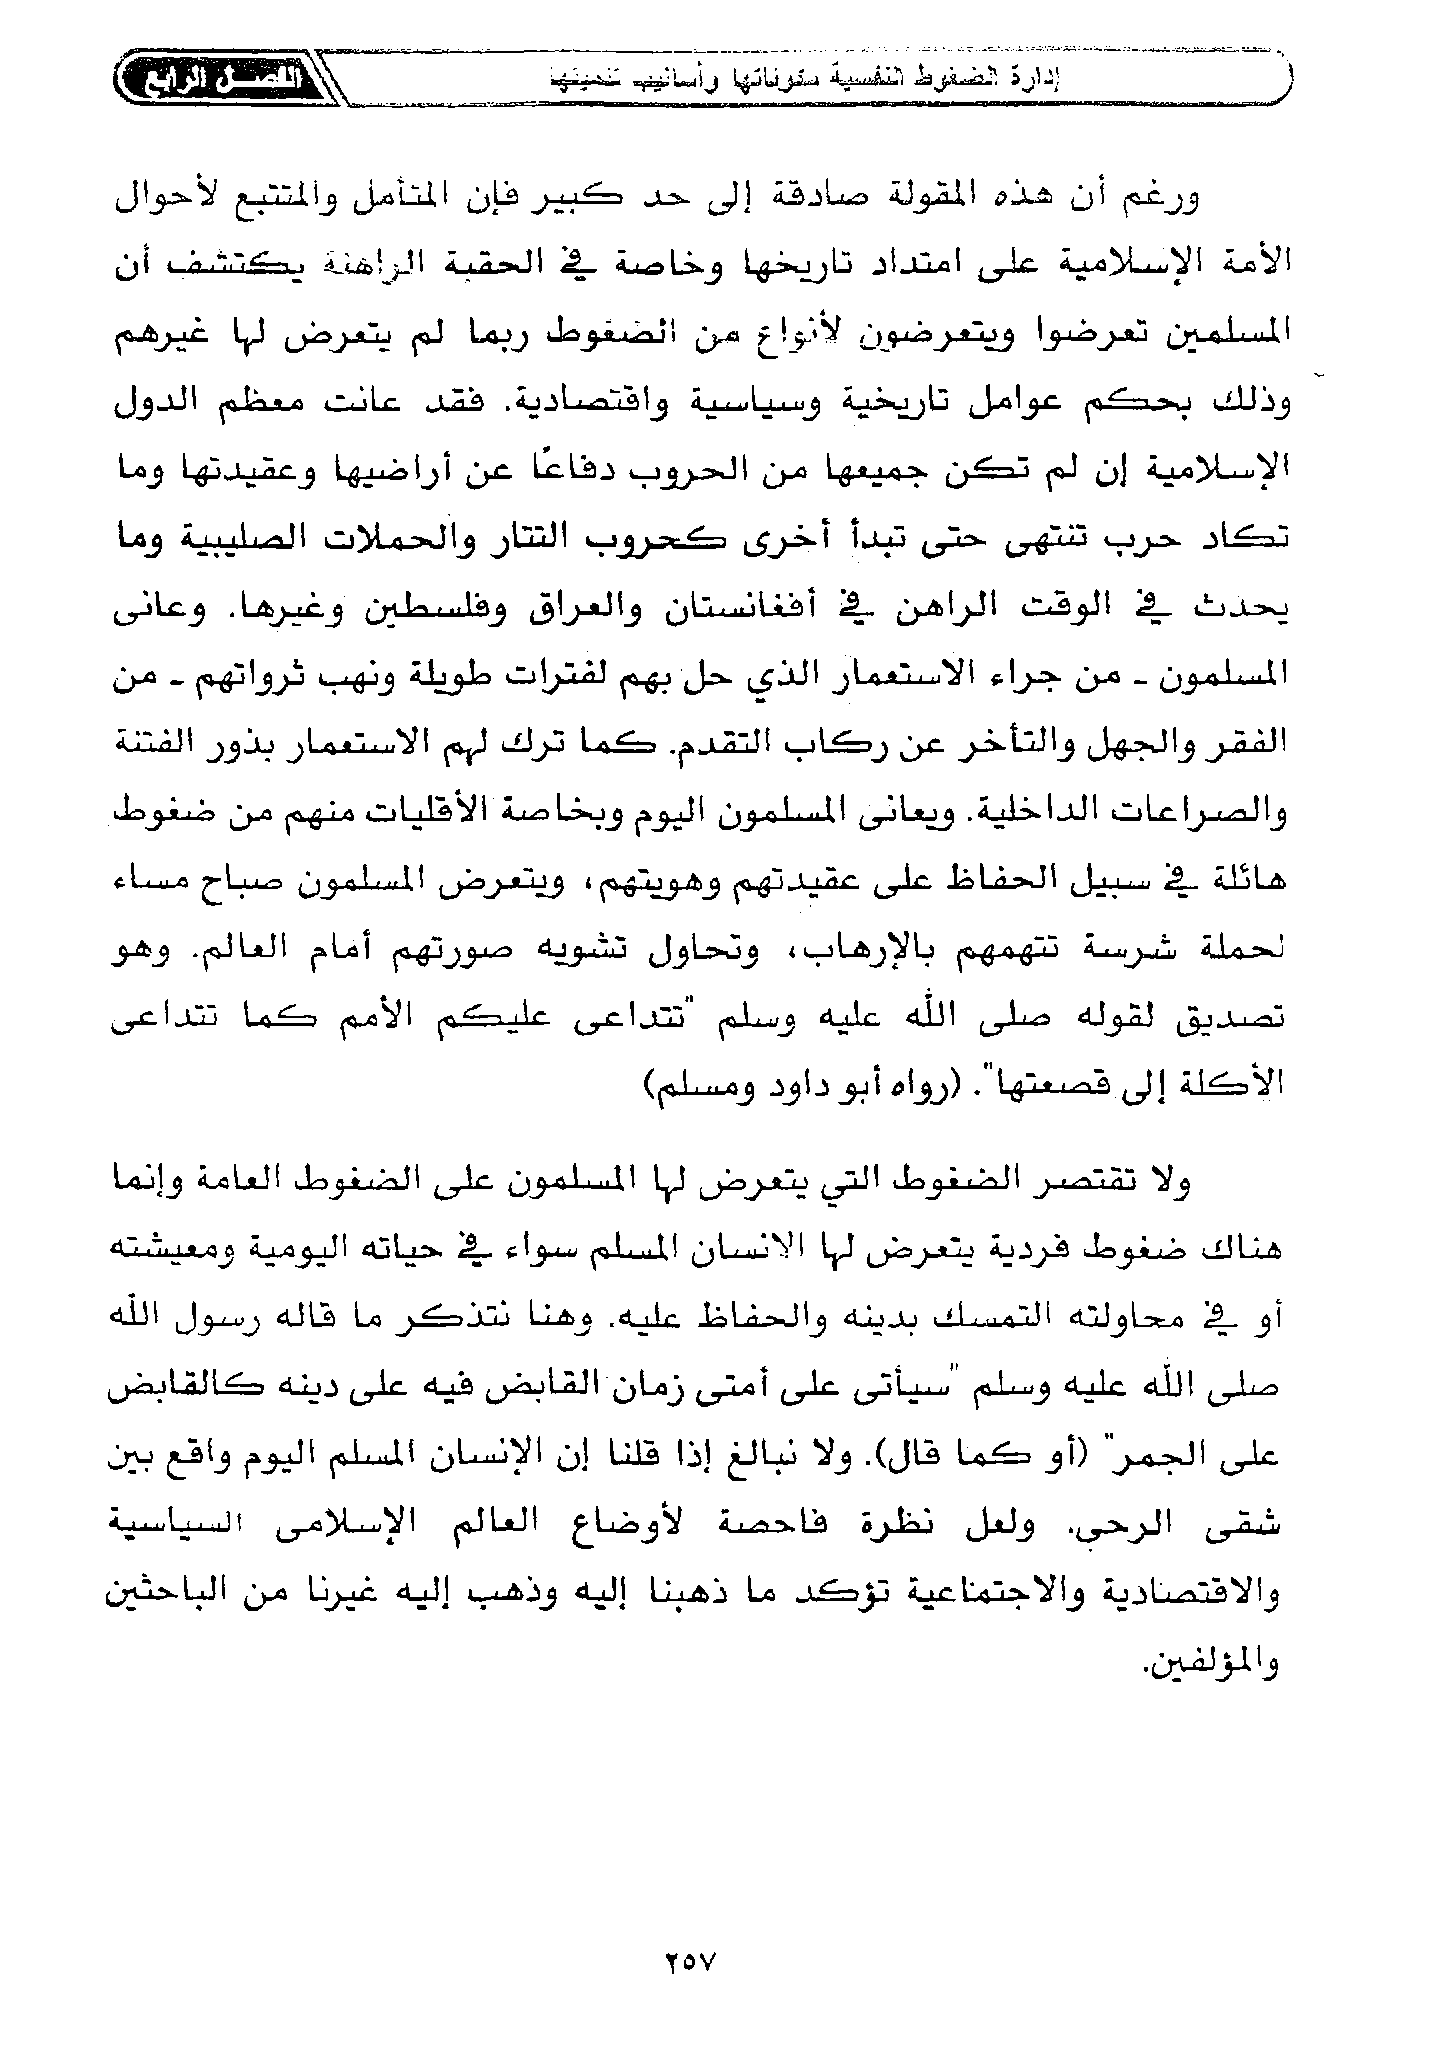 إدارة الضغوط النفسية مكوناتها وأساليب تنميتها
الفصل الرابع
ورغم أن هذه المقولة صادقة إلى حد كبير فإن المتأمل والمتتبع لأحوال
الأمة الإسلامية على امتداد تاريخها وخاصة في الحقبة الراهنة يكتشف أن
المسلمين تعرضوا ويتعرضون لأنواع من الضغوط ربما لم يتعرض لها غيرهم
وذلك بحكم عوامل تاريخية وسياسية واقتصادية. فقد عانت معظم الدول
الإسلامية إن لم تكن جميعها من الحروب دفاعًا عن أراضيها وعقيدتها وما
تكاد حرب تنتهى حتى تبدأ أخرى كحروب التتار والحملات الصليبية وما
يحدث في الوقت الراهن في أفغانستان والعراق وفلسطين وغيرها. وعانى
المسلمون - من جراء الاستعمار الذي حل بهم لفترات طويلة ونهب ثرواتهم - من
الفقر والجهل والتأخر عن ركاب التقدم. كما ترك لهم الاستعمار بذور الفتنة
والصراعات الداخلية. ويعانى المسلمون اليوم وبخاصة الأقليات منهم من ضغوط
هائلة في سبيل الحفاظ على عقيدتهم وهويتهم، ويتعرض المسلمون صباح مساء
لحملة شرسة تتهمهم بالإرهاب، وتحاول تشويه صورتهم أمام العالم. وهو
تصديق لقوله صلى الله عليه وسلم "تتداعى عليكم الأمم كما تتداعى
الأكلة إلى قصعتها". (رواه أبو داود ومسلم)
ولا تقتصر الضغوط التي يتعرض لها المسلمون على الضغوط العامة وإنما
هناك ضغوط فردية يتعرض لها الانسان المسلم سواء في حياته اليومية ومعيشته
أو في محاولته التمسك بدينه والحفاظ عليه. وهنا نتذكر ما قاله رسول الله
صلى الله عليه وسلم "سيأتى على أمتى زمان القابض فيه على دينه كالقابض
على الجمر" (أو كما قال). ولا نبالغ إذا قلنا إن الإنسان المسلم اليوم واقع بين
شقى الرحى. ولعل نظرة فاحصة لأوضاع العالم الإسلامى السياسية
والاقتصادية والاجتماعية تؤكد ما ذهبنا إليه وذهب إليه غيرنا من الباحثين
والمؤلفين.
٢٥٧